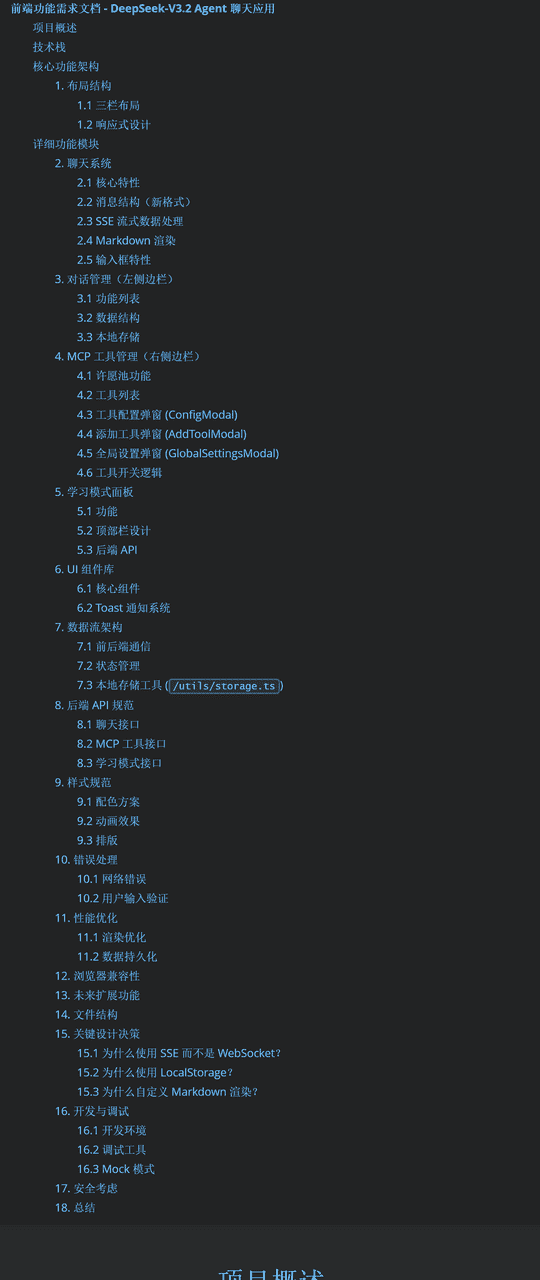 前端功能需求文档 - DeepSeek-V3.2 Agent 聊天应用
项目概述
技术栈
核心功能架构
1. 布局结构
1.1 三栏布局
1.2 响应式设计
详细功能模块
2. 聊天系统
2.1 核心特性
2.2 消息结构（新格式）
2.3 SSE 流式数据处理
2.4 Markdown 渲染
2.5 输入框特性
3. 对话管理（左侧边栏）
3.1 功能列表
3.2 数据结构
3.3 本地存储
4. MCP 工具管理（右侧边栏）
4.1 许愿池功能
4.2 工具列表
4.3 工具配置弹窗 (ConfigModal)
4.4 添加工具弹窗 (AddToolModal)
4.5 全局设置弹窗 (GlobalSettingsModal)
4.6 工具开关逻辑
5. 学习模式面板
5.1 功能
5.2 顶部栏设计
5.3 后端 API
6. UI 组件库
6.1 核心组件
6.2 Toast 通知系统
7. 数据流架构
7.1 前后端通信
7.2 状态管理
7.3 本地存储工具 (/utils/storage.ts)
8. 后端 API 规范
8.1 聊天接口
8.2 MCP 工具接口
8.3 学习模式接口
9. 样式规范
9.1 配色方案
9.2 动画效果
9.3 排版
10. 错误处理
10.1 网络错误
10.2 用户输入验证
11. 性能优化
11.1 渲染优化
11.2 数据持久化
12. 浏览器兼容性
13. 未来扩展功能
14. 文件结构
15. 关键设计决策
15.1 为什么使用 SSE 而不是 WebSocket？
15.2 为什么使用 LocalStorage？
15.3 为什么自定义 Markdown 渲染？
16. 开发与调试
16.1 开发环境
16.2 调试工具
16.3 Mock 模式
17. 安全考虑
18. 总结
项目概述